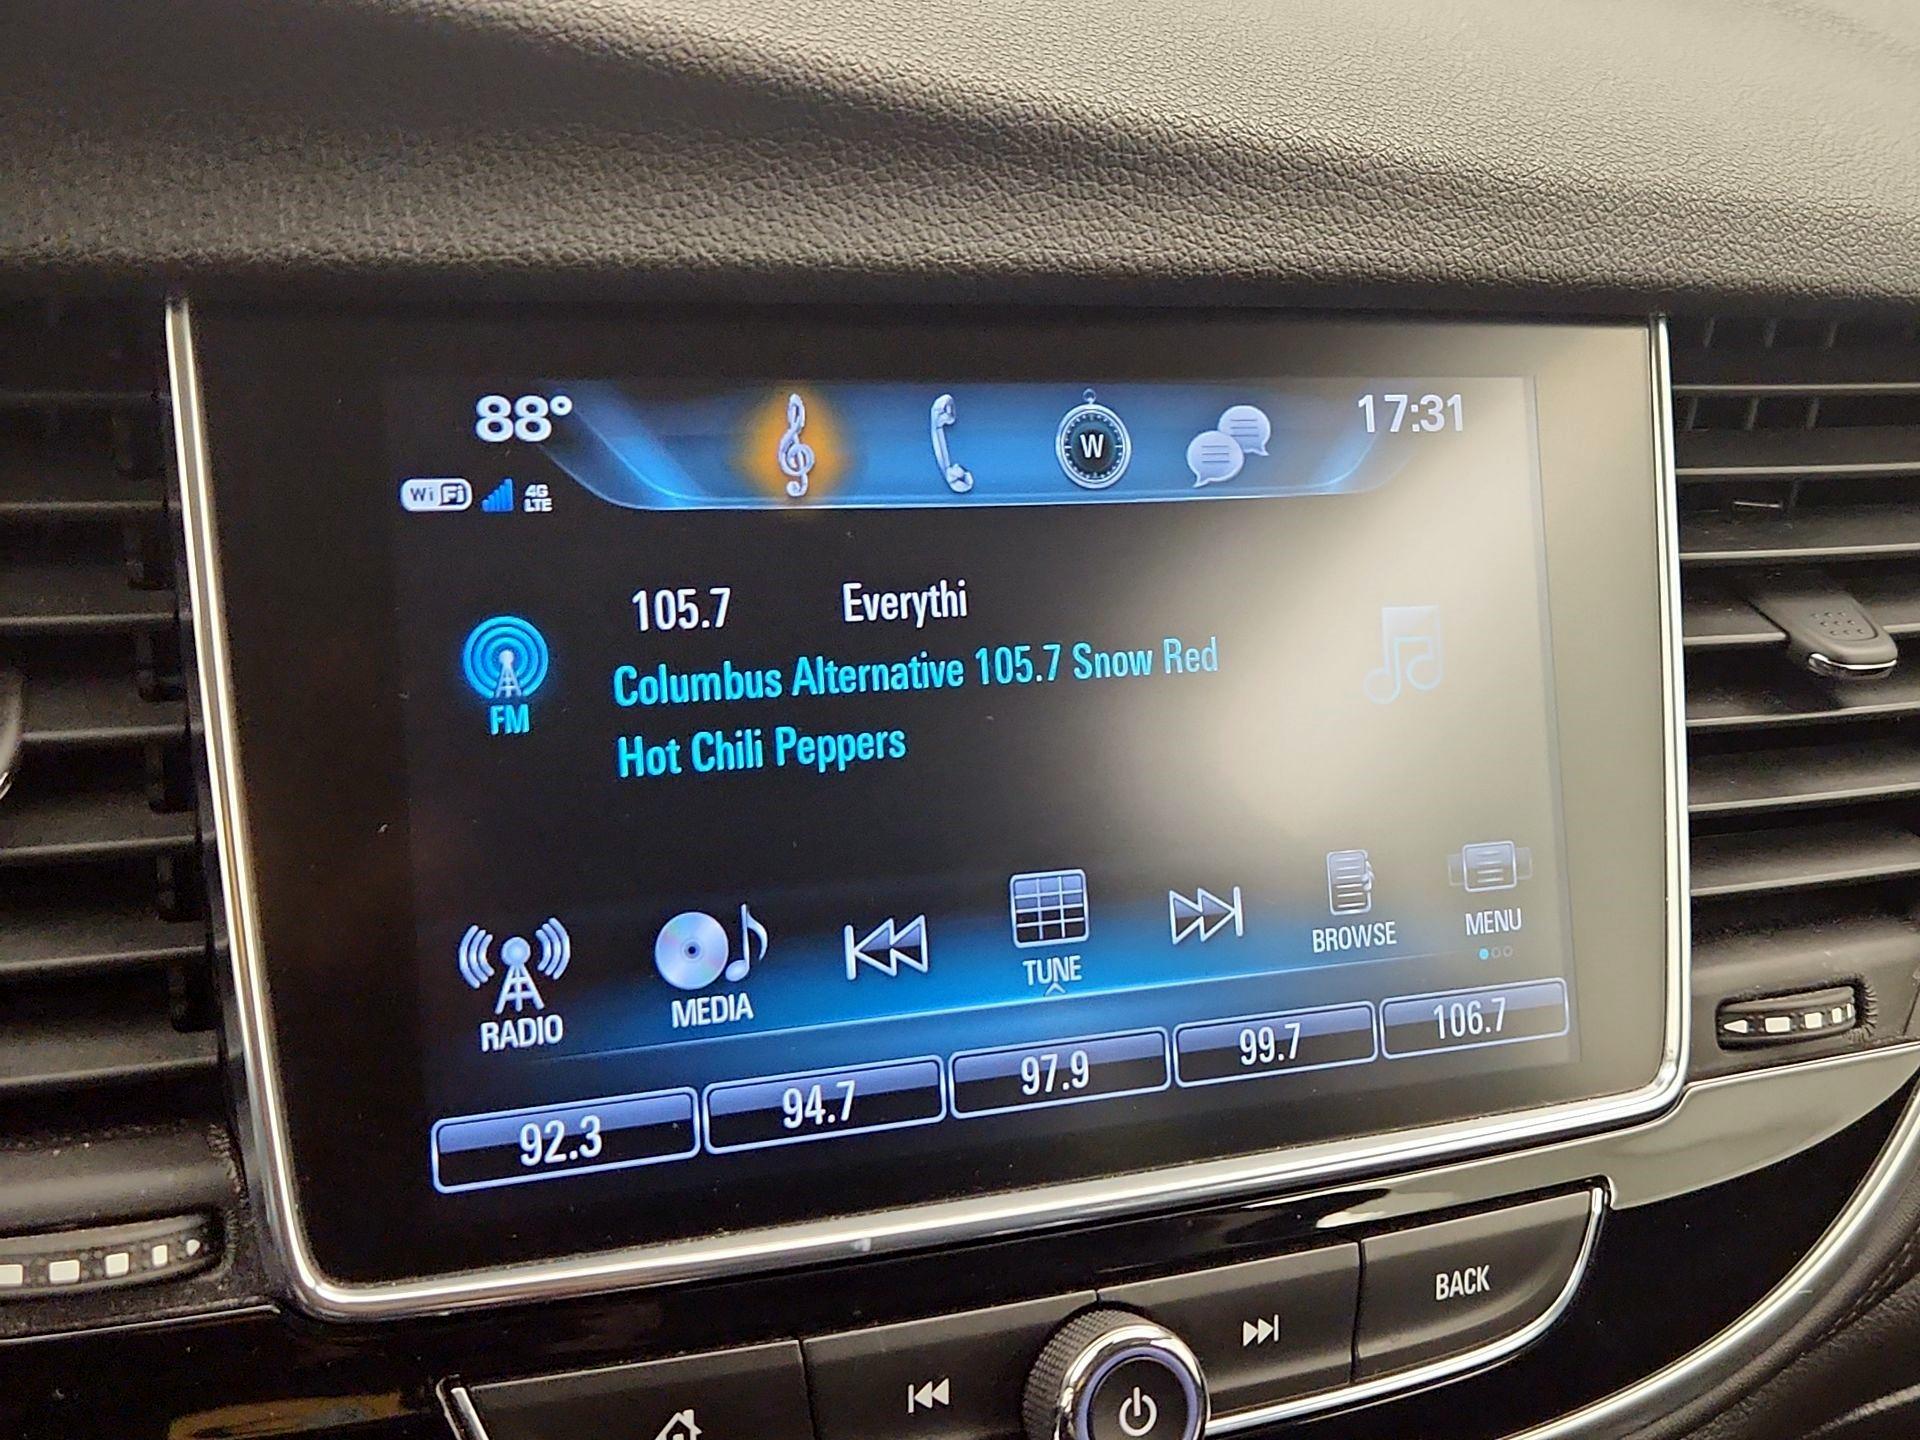 88° 17:31
W
WiFi 4G
LTE
105.7 Everythi
FM
Columbus Alternative 105.7 Snow Red
Hot Chili Peppers
RADIO MEDIA TUNE BROWSE MENU
92.3 94.7 97.9 99.7 106.7
BACK